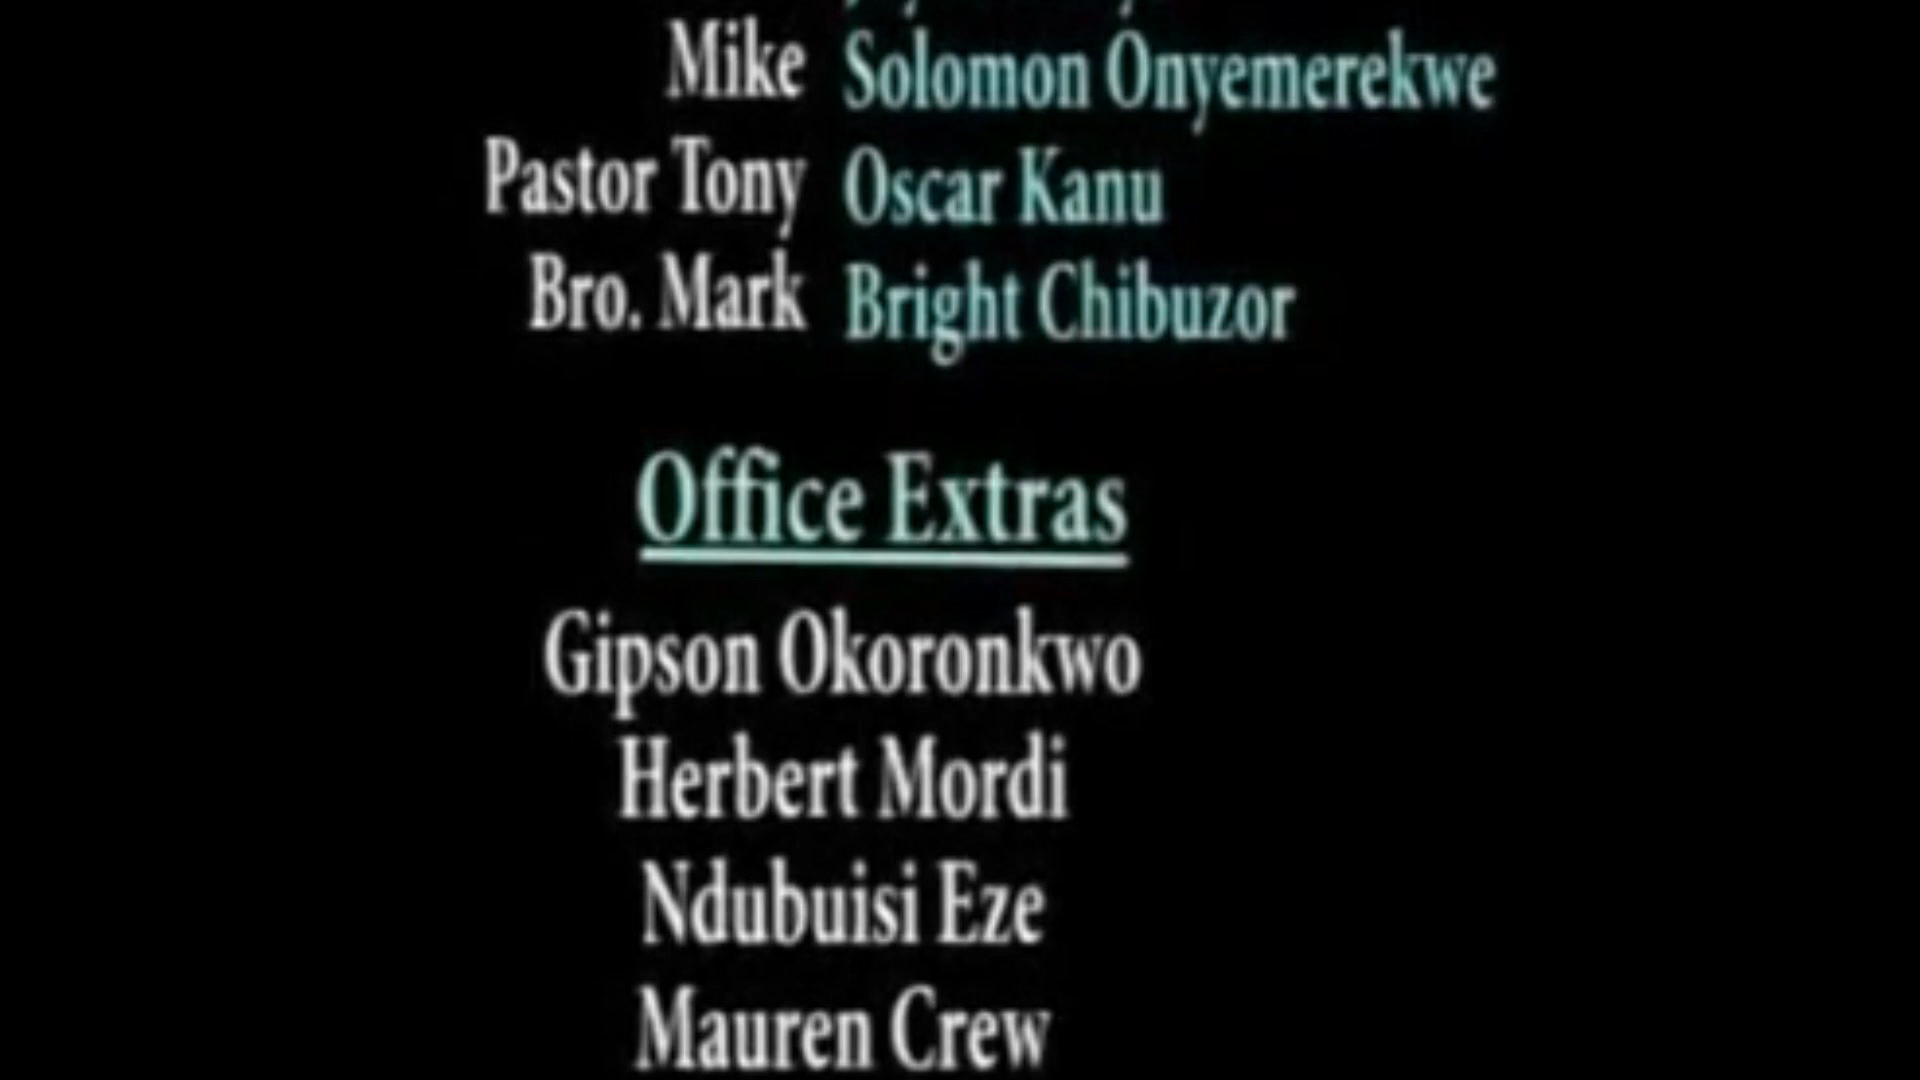 Mike Solomon Onyemerekwe
Pastor Tony Oscar Kanu
Bro. Mark Bright Chibuzor
Office Extras
Gipson Okoronkwo
Herbert Mordi
Ndubuisi Eze
Mauren Crew